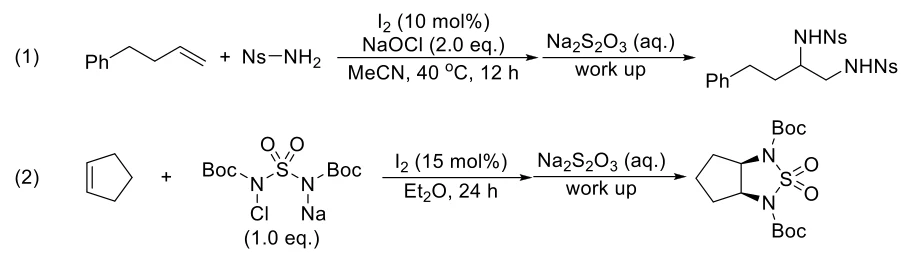 (1)
Ph
+
Ns
NH₂
I₂ (10 mol%)
NaOCl (2.0 eq.)
MeCN, 40 °C, 12 h
Na₂S₂O₃ (aq.)
work up
NHNs
NHNs
Ph
(2)
+
O O
Boc S Boc
N N
Cl Na
(1.0 eq.)
I₂ (15 mol%)
Et₂O, 24 h
Na₂S₂O₃ (aq.)
work up
Boc
N
O
S
O
N
Boc